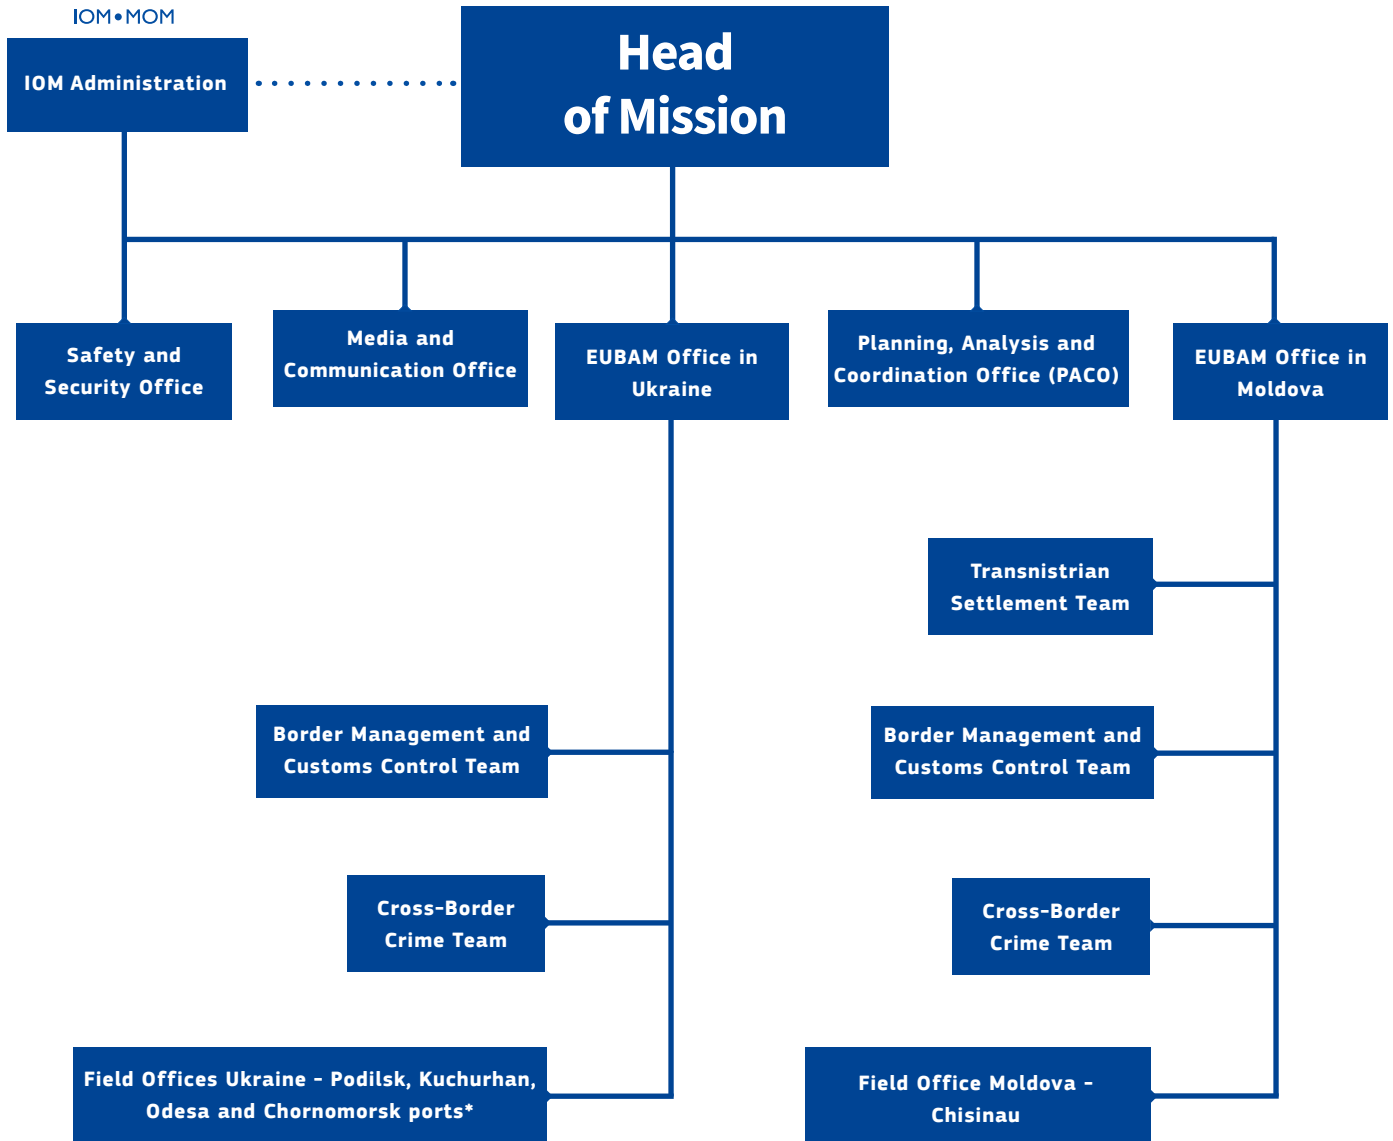 IOM•MOM
IOM Administration
Head
of Mission
Safety and
Security Office
Media and
Communication Office
EUBAM Office in
Ukraine
Planning, Analysis and
Coordination Office (PACO)
EUBAM Office in
Moldova
Transnistrian
Settlement Team
Border Management and
Customs Control Team
Border Management and
Customs Control Team
Cross-Border
Crime Team
Cross-Border
Crime Team
Field Offices Ukraine - Podilsk, Kuchurhan,
Odesa and Chornomorsk ports*
Field Office Moldova -
Chisinau